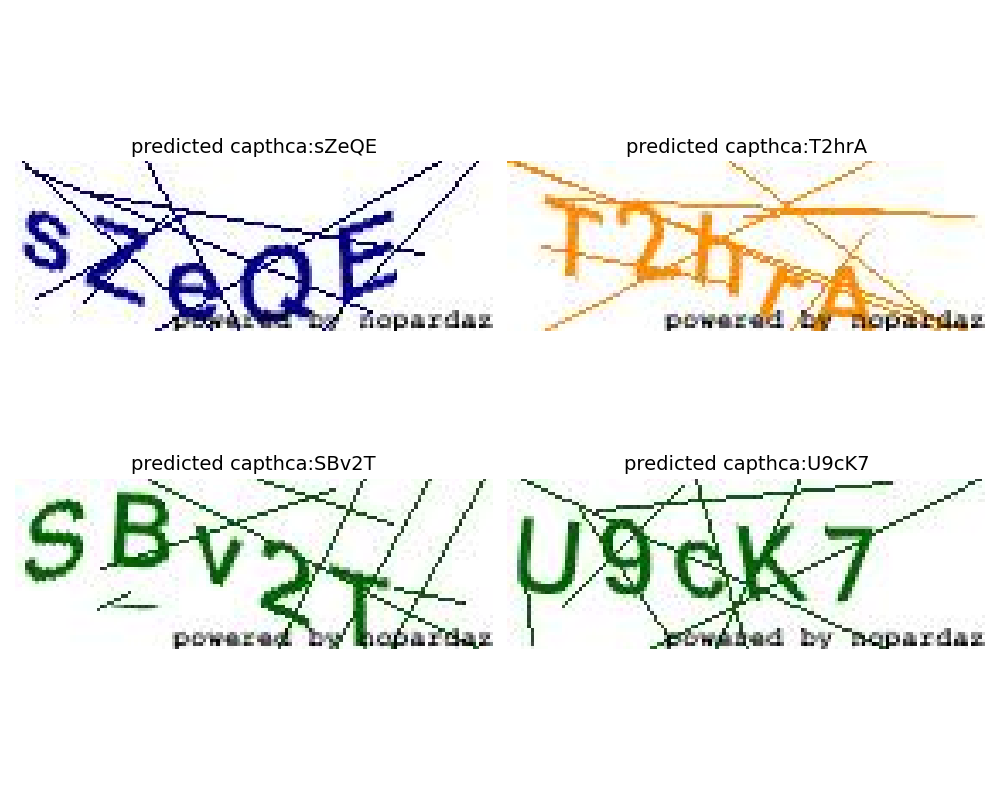 predicted capthca:sZeQE
sZeQE
powered by nopardaz
predicted capthca:T2hrA
T2hrA
powered by nopardaz
predicted capthca:SBv2T
SBv2T
powered by nopardaz
predicted capthca:U9cK7
U9cK7
powered by nopardaz